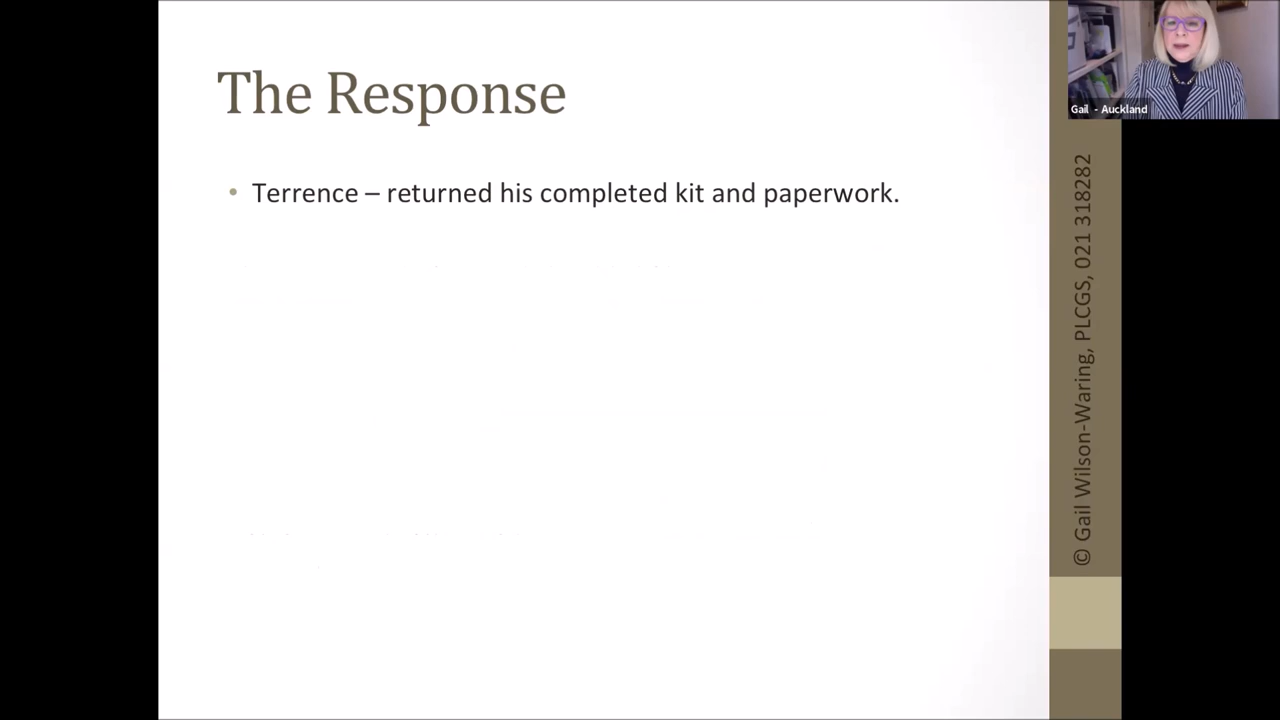 The Response
• Terrence – returned his completed kit and paperwork.
Gail - Auckland
© Gail Wilson-Waring, PLCGS, 021 318282